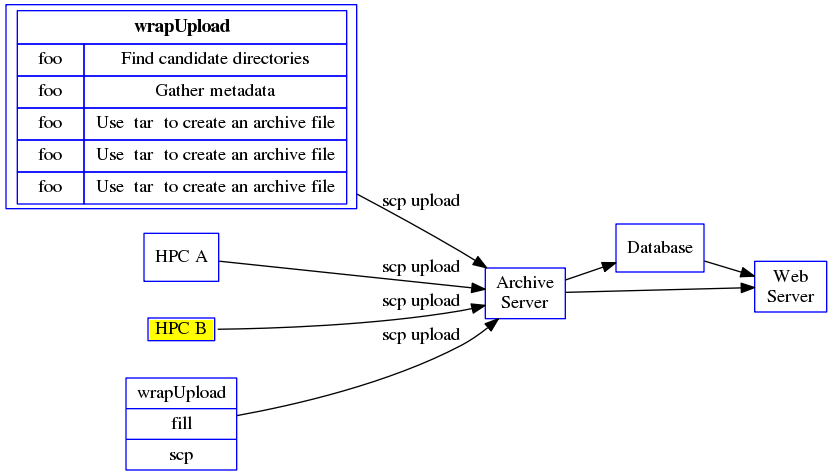 wrapUpload
foo Find candidate directories
foo Gather metadata
foo Use tar to create an archive file
foo Use tar to create an archive file
foo Use tar to create an archive file
scp upload
HPC A
scp upload
HPC B
scp upload
scp upload
wrapUpload
fill
scp
Archive
Server
Database
Web
Server